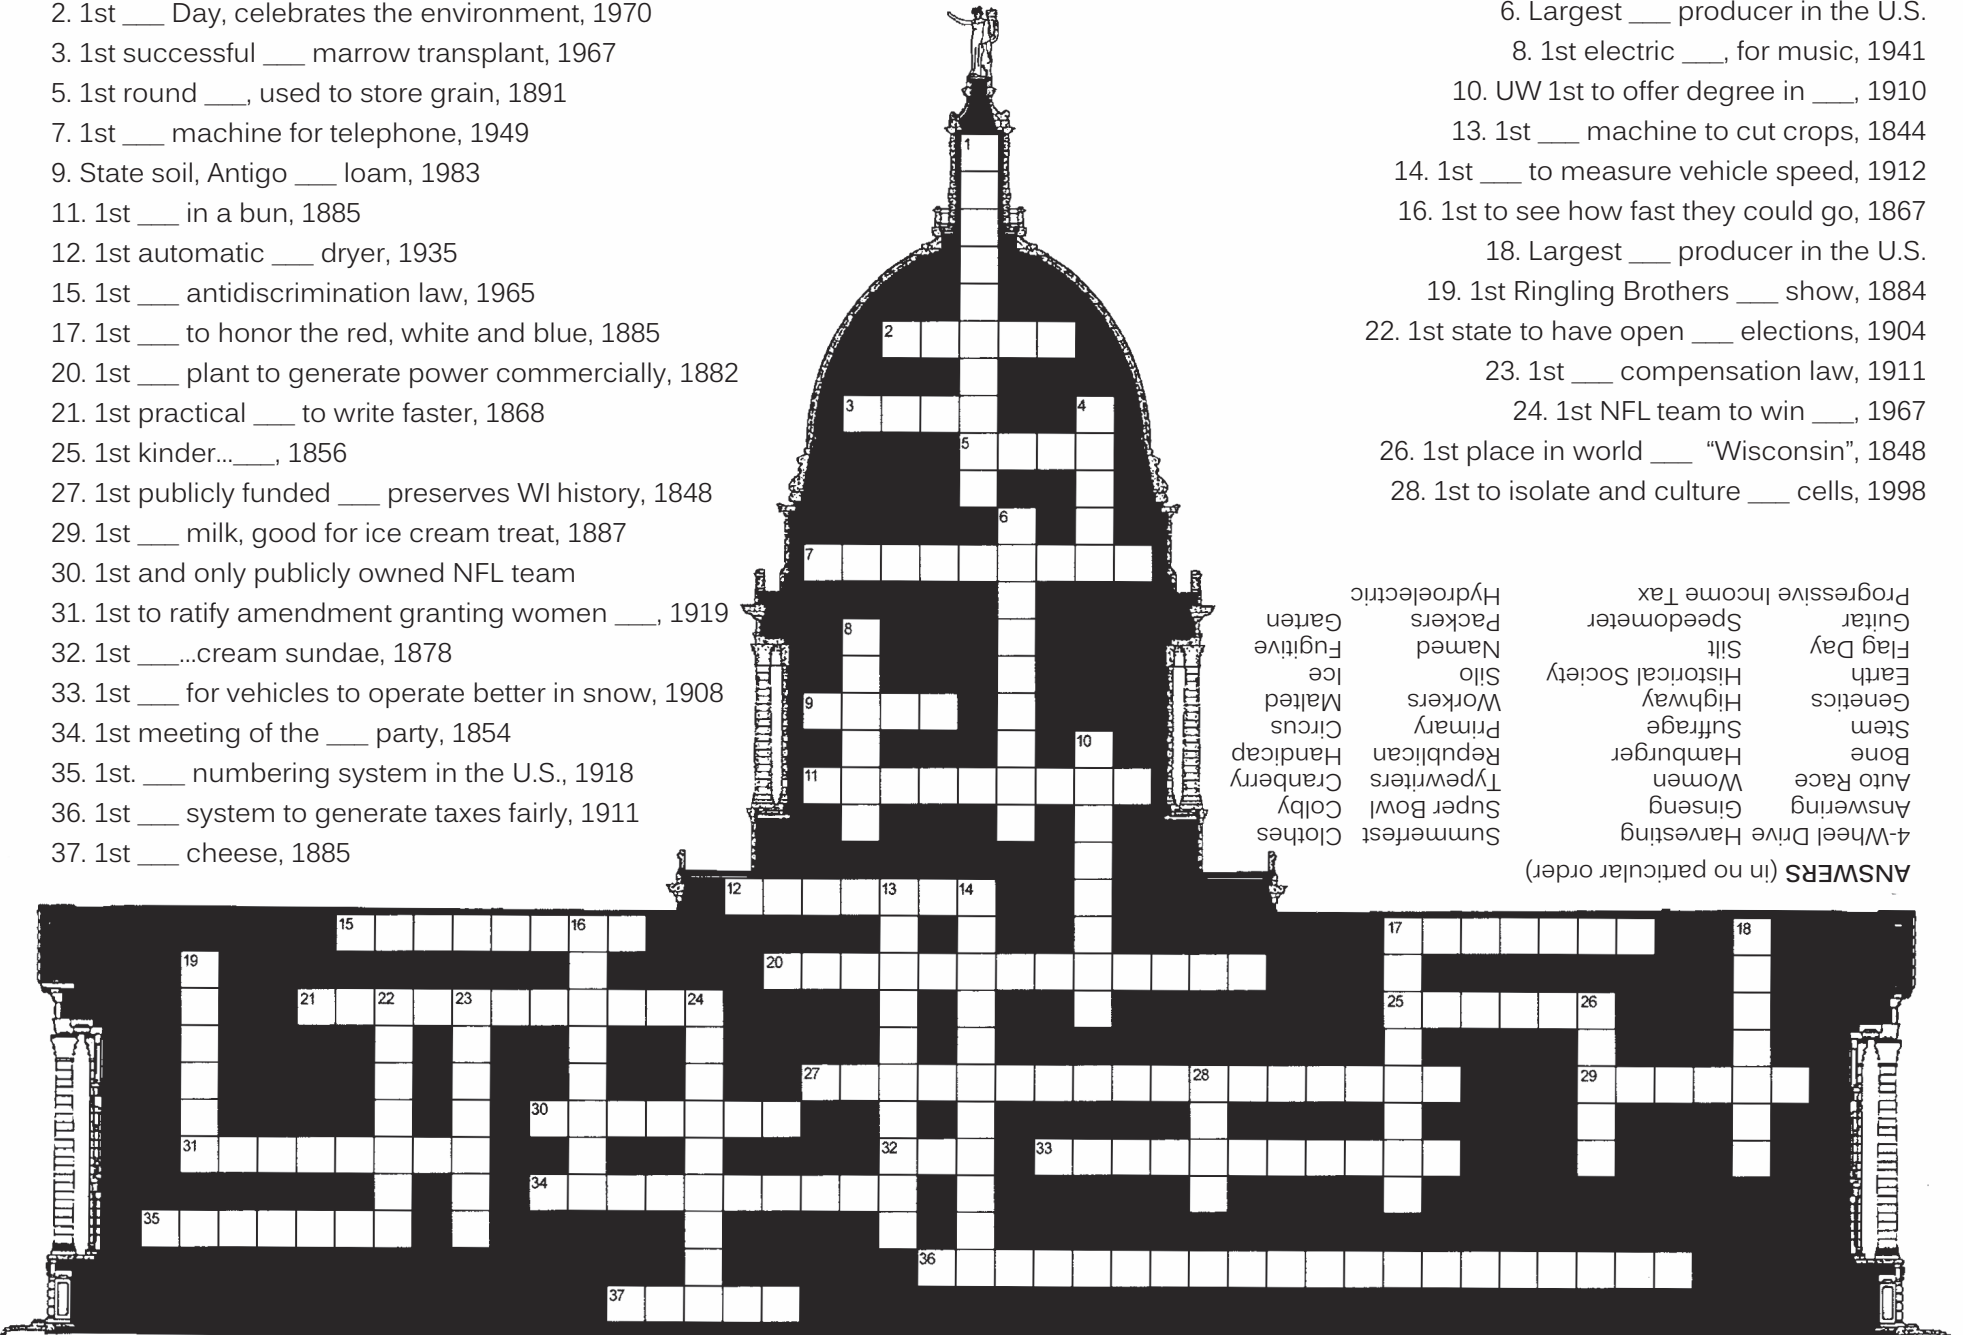 2. 1st ___ Day, celebrates the environment, 1970
3. 1st successful ___ marrow transplant, 1967
5. 1st round ___, used to store grain, 1891
7. 1st ___ machine for telephone, 1949
9. State soil, Antigo ___ loam, 1983
11. 1st ___ in a bun, 1885
12. 1st automatic ___ dryer, 1935
15. 1st ___ antidiscrimination law, 1965
17. 1st ___ to honor the red, white and blue, 1885
20. 1st ___ plant to generate power commercially, 1882
21. 1st practical ___ to write faster, 1868
25. 1st kinder...___, 1856
27. 1st publicly funded ___ preserves WI history, 1848
29. 1st ___ milk, good for ice cream treat, 1887
30. 1st and only publicly owned NFL team
31. 1st to ratify amendment granting women ___, 1919
32. 1st ___...cream sundae, 1878
33. 1st ___ for vehicles to operate better in snow, 1908
34. 1st meeting of the ___ party, 1854
35. 1st. ___ numbering system in the U.S., 1918
36. 1st ___ system to generate taxes fairly, 1911
37. 1st ___ cheese, 1885
6. Largest ___ producer in the U.S.
8. 1st electric ___, for music, 1941
10. UW 1st to offer degree in ___, 1910
13. 1st ___ machine to cut crops, 1844
14. 1st ___ to measure vehicle speed, 1912
16. 1st to see how fast they could go, 1867
18. Largest ___ producer in the U.S.
19. 1st Ringling Brothers ___ show, 1884
22. 1st state to have open ___ elections, 1904
23. 1st ___ compensation law, 1911
24. 1st NFL team to win ___, 1967
26. 1st place in world ___ “Wisconsin”, 1848
28. 1st to isolate and culture ___ cells, 1998
ANSWERS (in no particular order)
4-Wheel Drive Harvesting Summerfest Clothes
Answering Ginseng Super Bowl Colby
Auto Race Women Typewriters Cranberry
Bone Hamburger Republican Handicap
Stem Suffrage Primary Circus
Genetics Highway Workers Malted
Earth Historical Society Silo Ice
Flag Day Silt Named Fugitive
Guitar Speedometer Packers Garten
Progressive Income Tax Hydroelectric
1
2
3
4
5
6
7
8
9
10
11
12
13
14
15
16
17
18
19
20
21
22
23
24
25
26
27
28
29
30
31
32
33
34
35
36
37